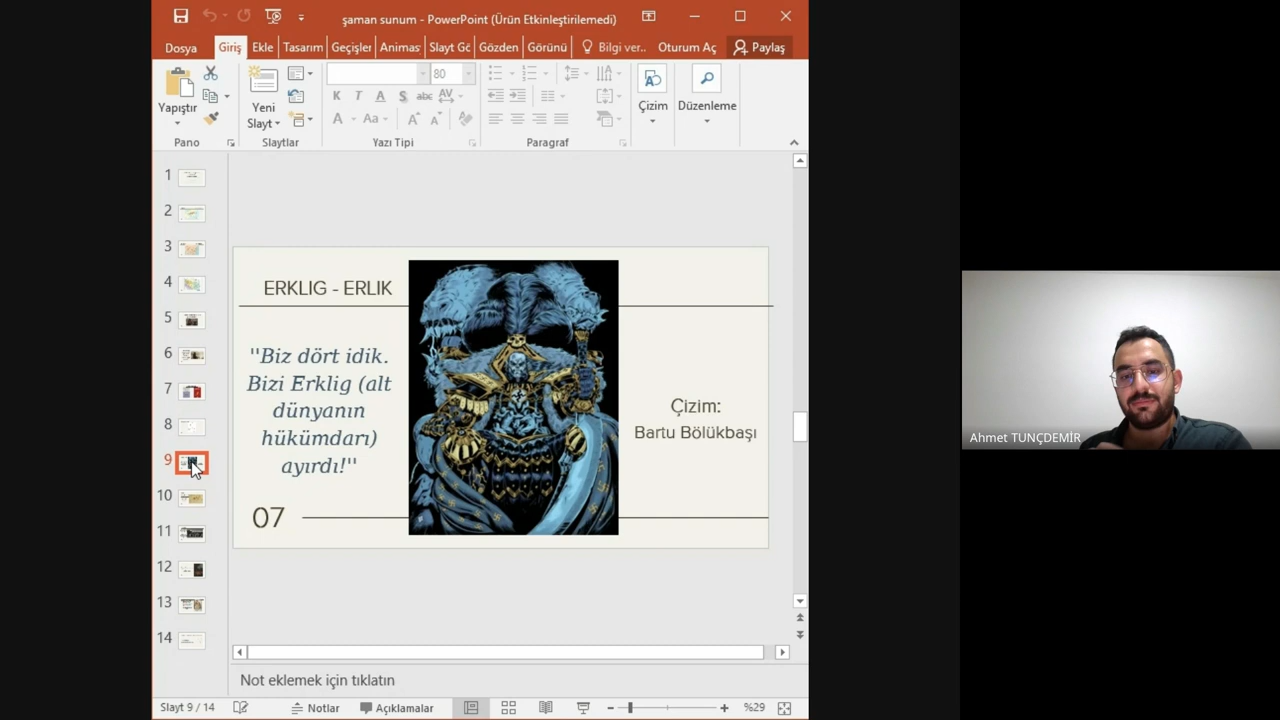 şaman sunum - PowerPoint (Ürün Etkinleştirilemedi)
Dosya Giriş Ekle Tasarım Geçişler Animas Slayt Gö Gözden Görünü Bilgi ver.. Oturum Aç Paylaş
80
Yapıştır
Yeni
Slayt
K T A S abc AV
A Aa A A
Çizim
Düzenleme
Pano Slaytlar Yazı Tipi Paragraf
1
2
3
4
5
6
7
8
9
10
11
12
13
14
ERKLIG - ERLIK
"Biz dört idik.
Bizi Erklig (alt
dünyanın
hükümdarı)
ayırdı!"
07
Çizim:
Bartu Bölükbaşı
Ahmet TUNÇDEMİR
Not eklemek için tıklatın
Slayt 9 / 14 Notlar Açıklamalar %29